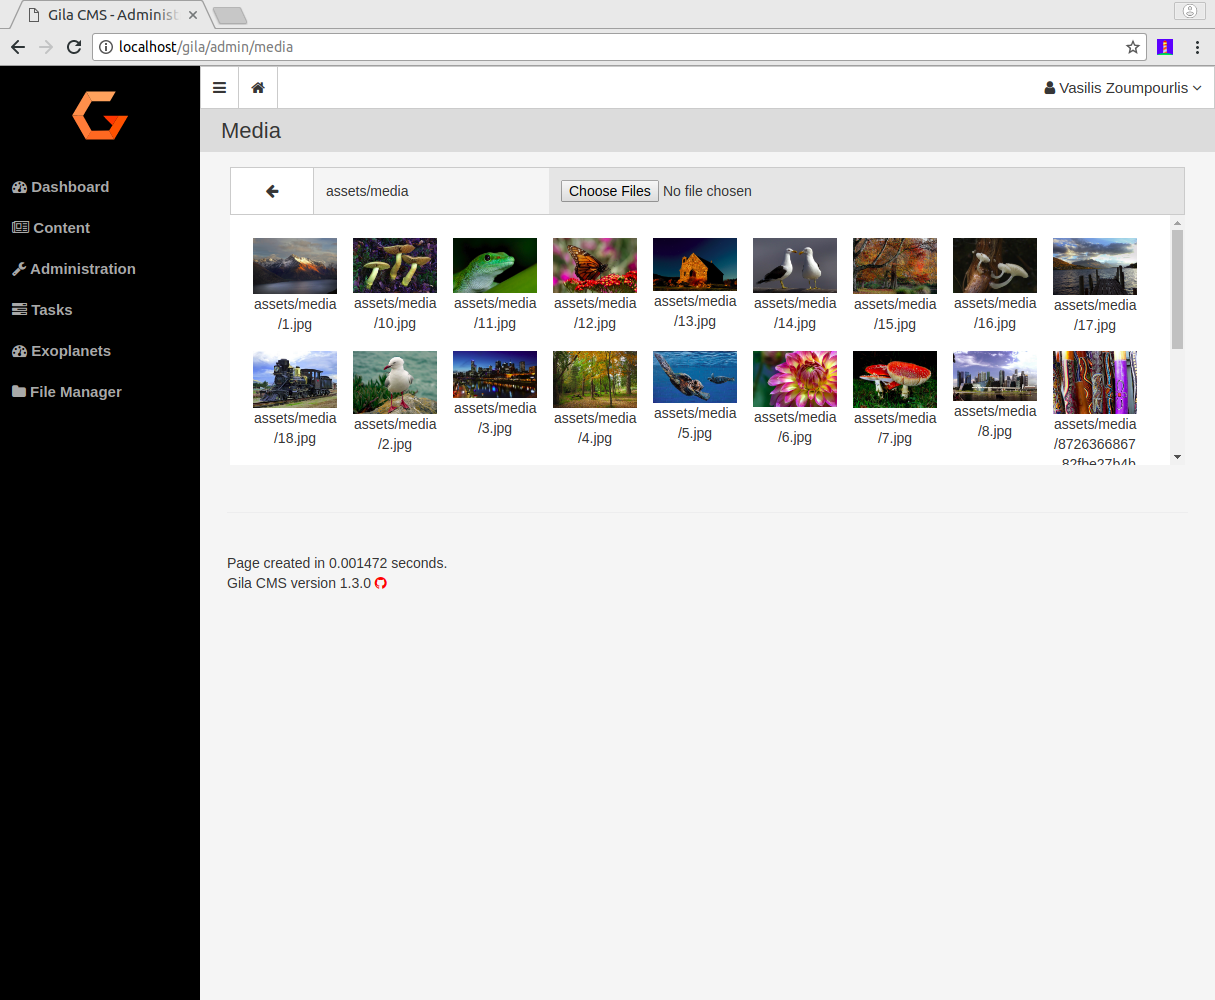 Gila CMS - Administ
localhost/gila/admin/media
Vasilis Zoumpourlis
Media
Dashboard
Content
Administration
Tasks
Exoplanets
File Manager
assets/media
Choose Files No file chosen
assets/media
/1.jpg
assets/media
/10.jpg
assets/media
/11.jpg
assets/media
/12.jpg
assets/media
/13.jpg
assets/media
/14.jpg
assets/media
/15.jpg
assets/media
/16.jpg
assets/media
/17.jpg
assets/media
/18.jpg
assets/media
/2.jpg
assets/media
/3.jpg
assets/media
/4.jpg
assets/media
/5.jpg
assets/media
/6.jpg
assets/media
/7.jpg
assets/media
/8.jpg
assets/media
/8726366867
Page created in 0.001472 seconds.
Gila CMS version 1.3.0